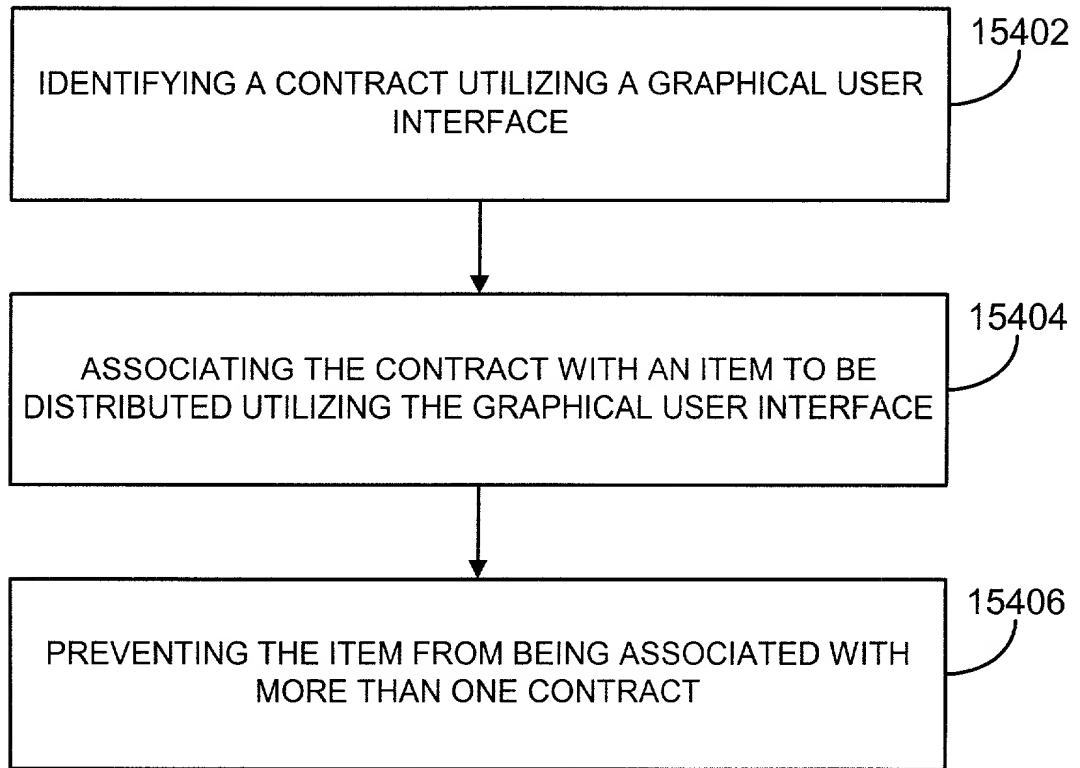 15402
IDENTIFYING A CONTRACT UTILIZING A GRAPHICAL USER
INTERFACE
15404
ASSOCIATING THE CONTRACT WITH AN ITEM TO BE
DISTRIBUTED UTILIZING THE GRAPHICAL USER INTERFACE
15406
PREVENTING THE ITEM FROM BEING ASSOCIATED WITH
MORE THAN ONE CONTRACT